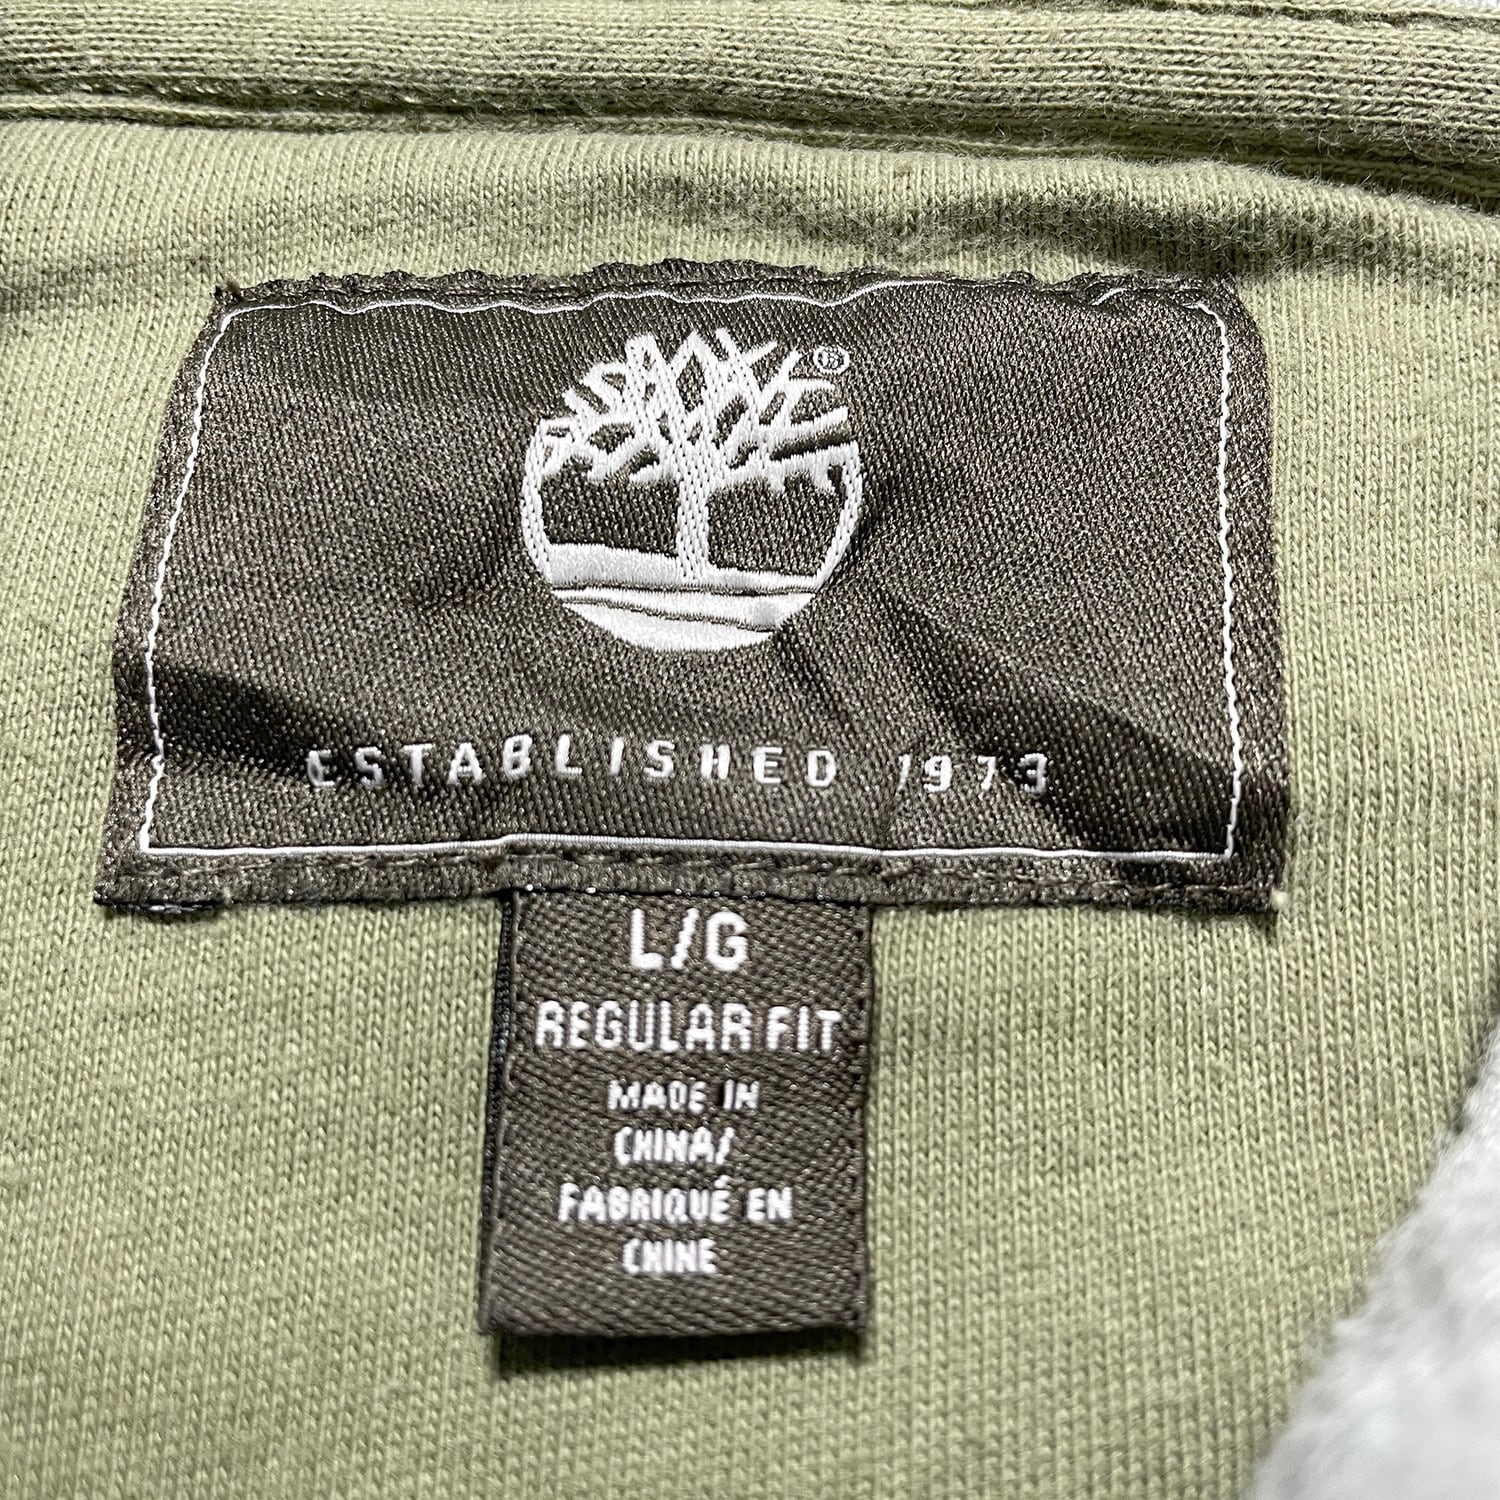 ®
ESTABLISHED 1973
L/G
REGULAR FIT
MADE IN
CHINA/
FABRIQUÉ EN
CHINE